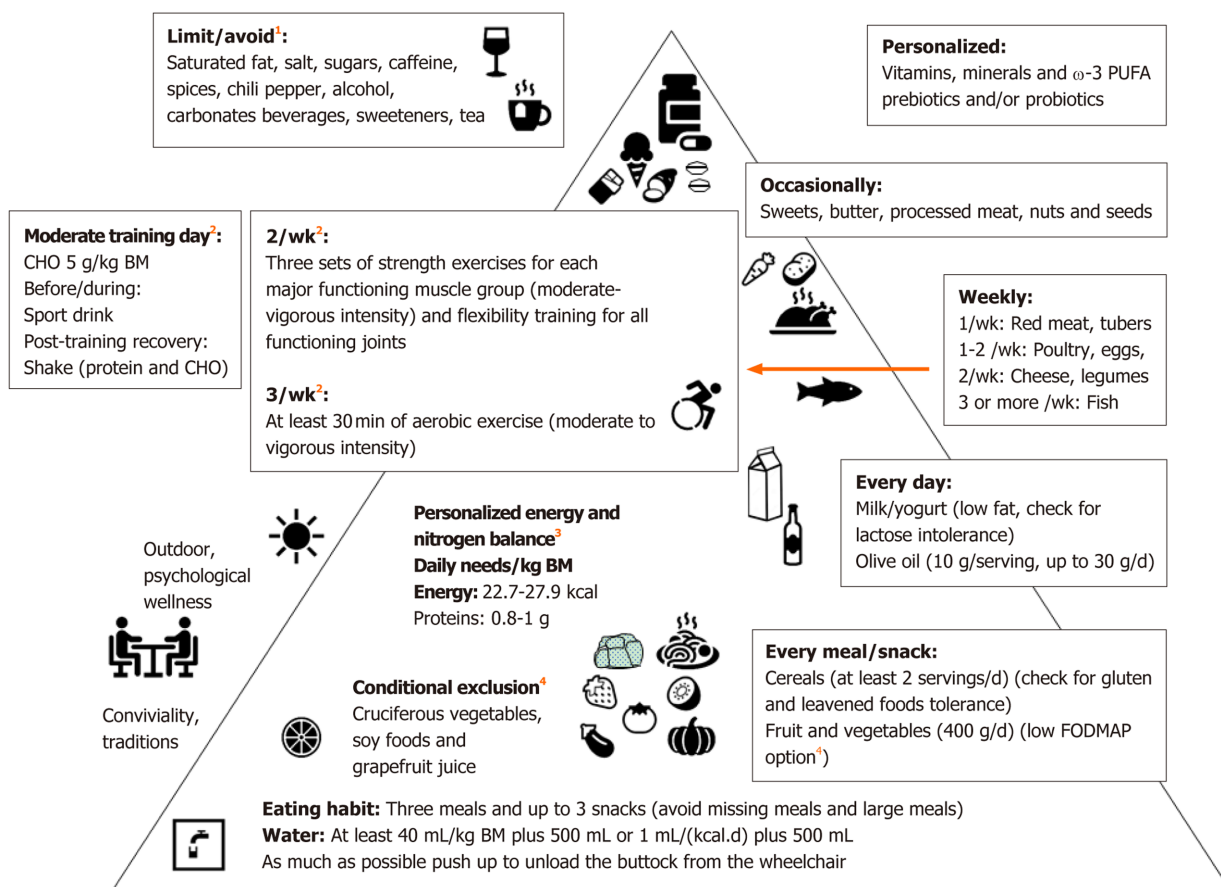 Limit/avoid1:
Saturated fat, salt, sugars, caffeine,
spices, chili pepper, alcohol,
carbonates beverages, sweeteners, tea
Personalized:
Vitamins, minerals and ω-3 PUFA
prebiotics and/or probiotics
Occasionally:
Sweets, butter, processed meat, nuts and seeds
Moderate training day2:
CHO 5 g/kg BM
Before/during:
Sport drink
Post-training recovery:
Shake (protein and CHO)
2/wk2:
Three sets of strength exercises for each
major functioning muscle group (moderate-
vigorous intensity) and flexibility training for all
functioning joints
3/wk2:
At least 30 min of aerobic exercise (moderate to
vigorous intensity)
Weekly:
1/wk: Red meat, tubers
1-2 /wk: Poultry, eggs,
2/wk: Cheese, legumes
3 or more /wk: Fish
Every day:
Milk/yogurt (low fat, check for
lactose intolerance)
Olive oil (10 g/serving, up to 30 g/d)
Outdoor,
psychological
wellness
Personalized energy and
nitrogen balance3
Daily needs/kg BM
Energy: 22.7-27.9 kcal
Proteins: 0.8-1 g
Every meal/snack:
Cereals (at least 2 servings/d) (check for gluten
and leavened foods tolerance)
Fruit and vegetables (400 g/d) (low FODMAP
option4)
Conviviality,
traditions
Conditional exclusion4
Cruciferous vegetables,
soy foods and
grapefruit juice
Eating habit: Three meals and up to 3 snacks (avoid missing meals and large meals)
Water: At least 40 mL/kg BM plus 500 mL or 1 mL/(kcal.d) plus 500 mL
As much as possible push up to unload the buttock from the wheelchair